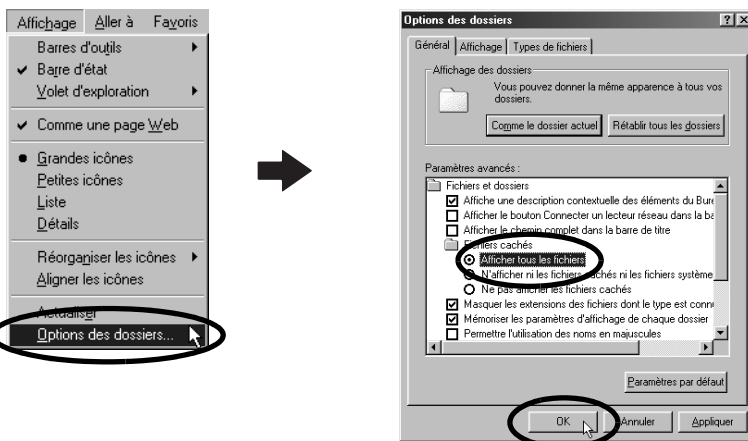 Affichage Aller à Favoris
Barres d'outils
Barre d'état
Volet d'exploration
Comme une page Web
Grandes icônes
Petites icônes
Liste
Détails
Réorganiser les icônes
Aligner les icônes
Actualiser
Options des dossiers...
Options des dossiers
Général Affichage Types de fichiers
Affichage des dossiers
Vous pouvez donner la même apparence à tous vos
dossiers.
Comme le dossier actuel Rétablir tous les dossiers
Paramètres avancés :
Fichiers et dossiers
Affiche une description contextuelle des éléments du Bure
Afficher le bouton Connecter un lecteur réseau dans la ba
Afficher le chemin complet dans la barre de titre
Fichiers cachés
Afficher tous les fichiers
N'afficher ni les fichiers cachés ni les fichiers système
Ne pas afficher les fichiers cachés
Masquer les extensions des fichiers dont le type est connu
Mémoriser les paramètres d'affichage de chaque dossier
Permettre l'utilisation des noms en majuscules
Paramètres par défaut
OK Annuler Appliquer